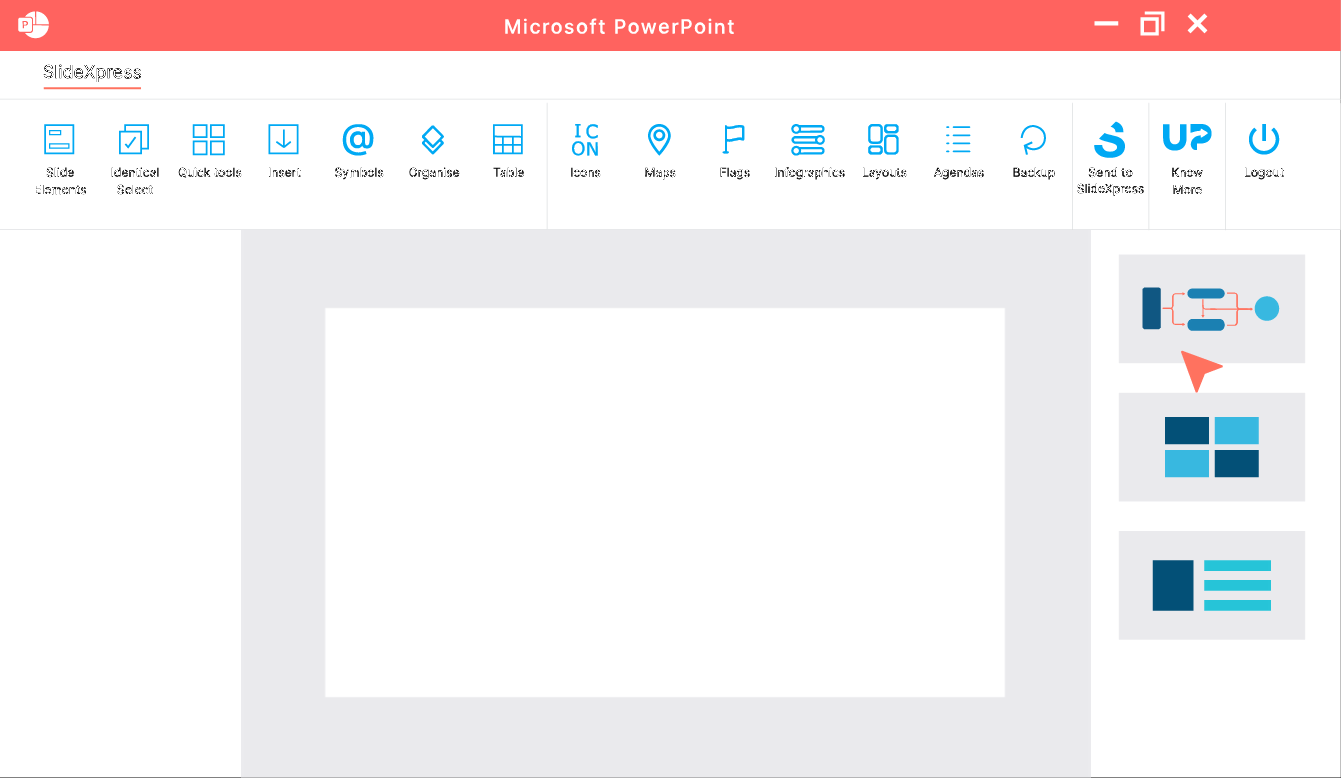 P
Microsoft PowerPoint
SlideXpress
Slide Elements
Identical Select
Quick tools
Insert
@
Symbols
Organise
Table
IC
ON
Icons
Maps
Flags
Infographics
Layouts
Agendas
Backup
S
Send to
SlideXpress
UP
Know
More
Logout